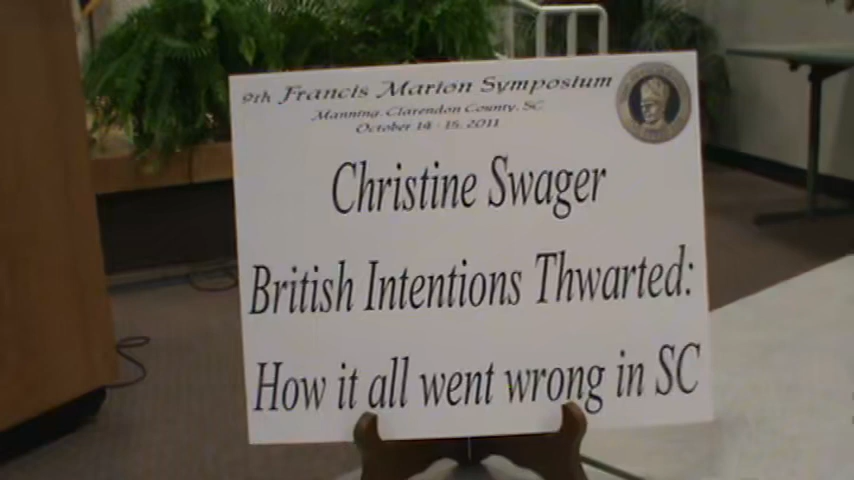 9th Francis Marion Symposium
Manning, Clarendon County, SC
October 14 - 15, 2011
Christine Swager
British Intentions Thwarted:
How it all went wrong in SC